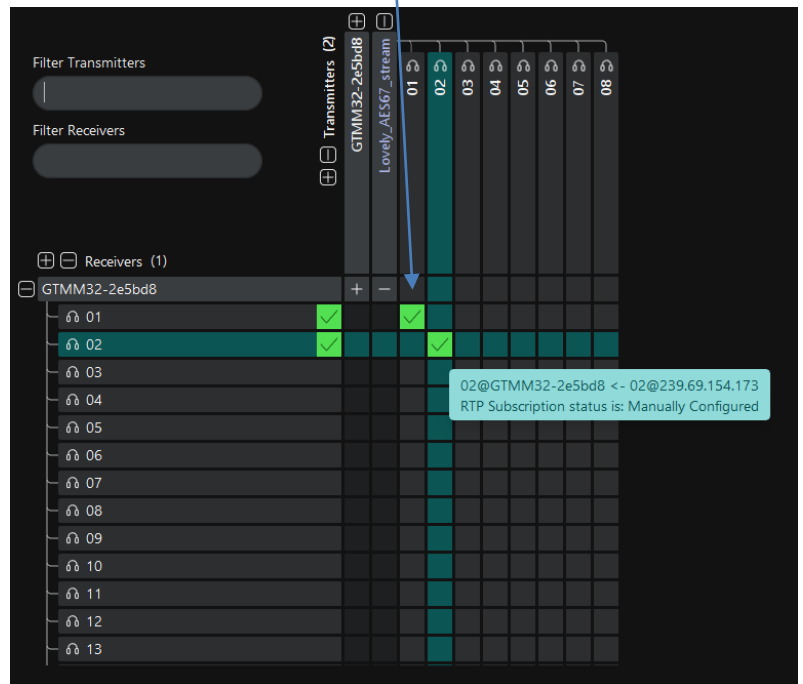 Filter Transmitters
Filter Receivers
Transmitters (2)
GTMM32-2e5bd8
Lovely_AES67_stream
01
02
03
04
05
06
07
08
Receivers (1)
GTMM32-2e5bd8
01
02
03
04
05
06
07
08
09
10
11
12
13
02@GTMM32-2e5bd8 <- 02@239.69.154.173
RTP Subscription status is: Manually Configured